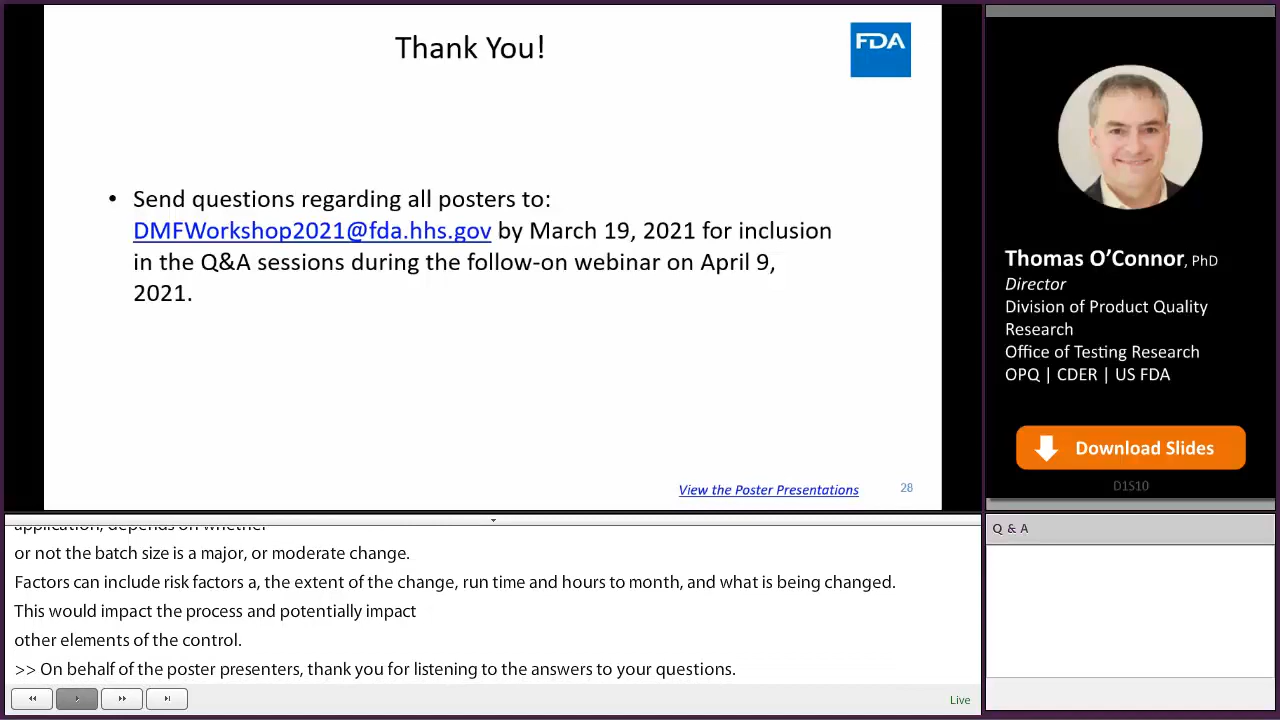 Thank You!
FDA
• Send questions regarding all posters to:
DMFWorkshop2021@fda.hhs.gov by March 19, 2021 for inclusion
in the Q&A sessions during the follow-on webinar on April 9,
2021.
View the Poster Presentations
28
Thomas O’Connor, PhD
Director
Division of Product Quality
Research
Office of Testing Research
OPQ | CDER | US FDA
Download Slides
D1S10
application, depends on whether
or not the batch size is a major, or moderate change.
Factors can include risk factors a, the extent of the change, run time and hours to month, and what is being changed.
This would impact the process and potentially impact
other elements of the control.
>> On behalf of the poster presenters, thank you for listening to the answers to your questions.
Live
Q & A